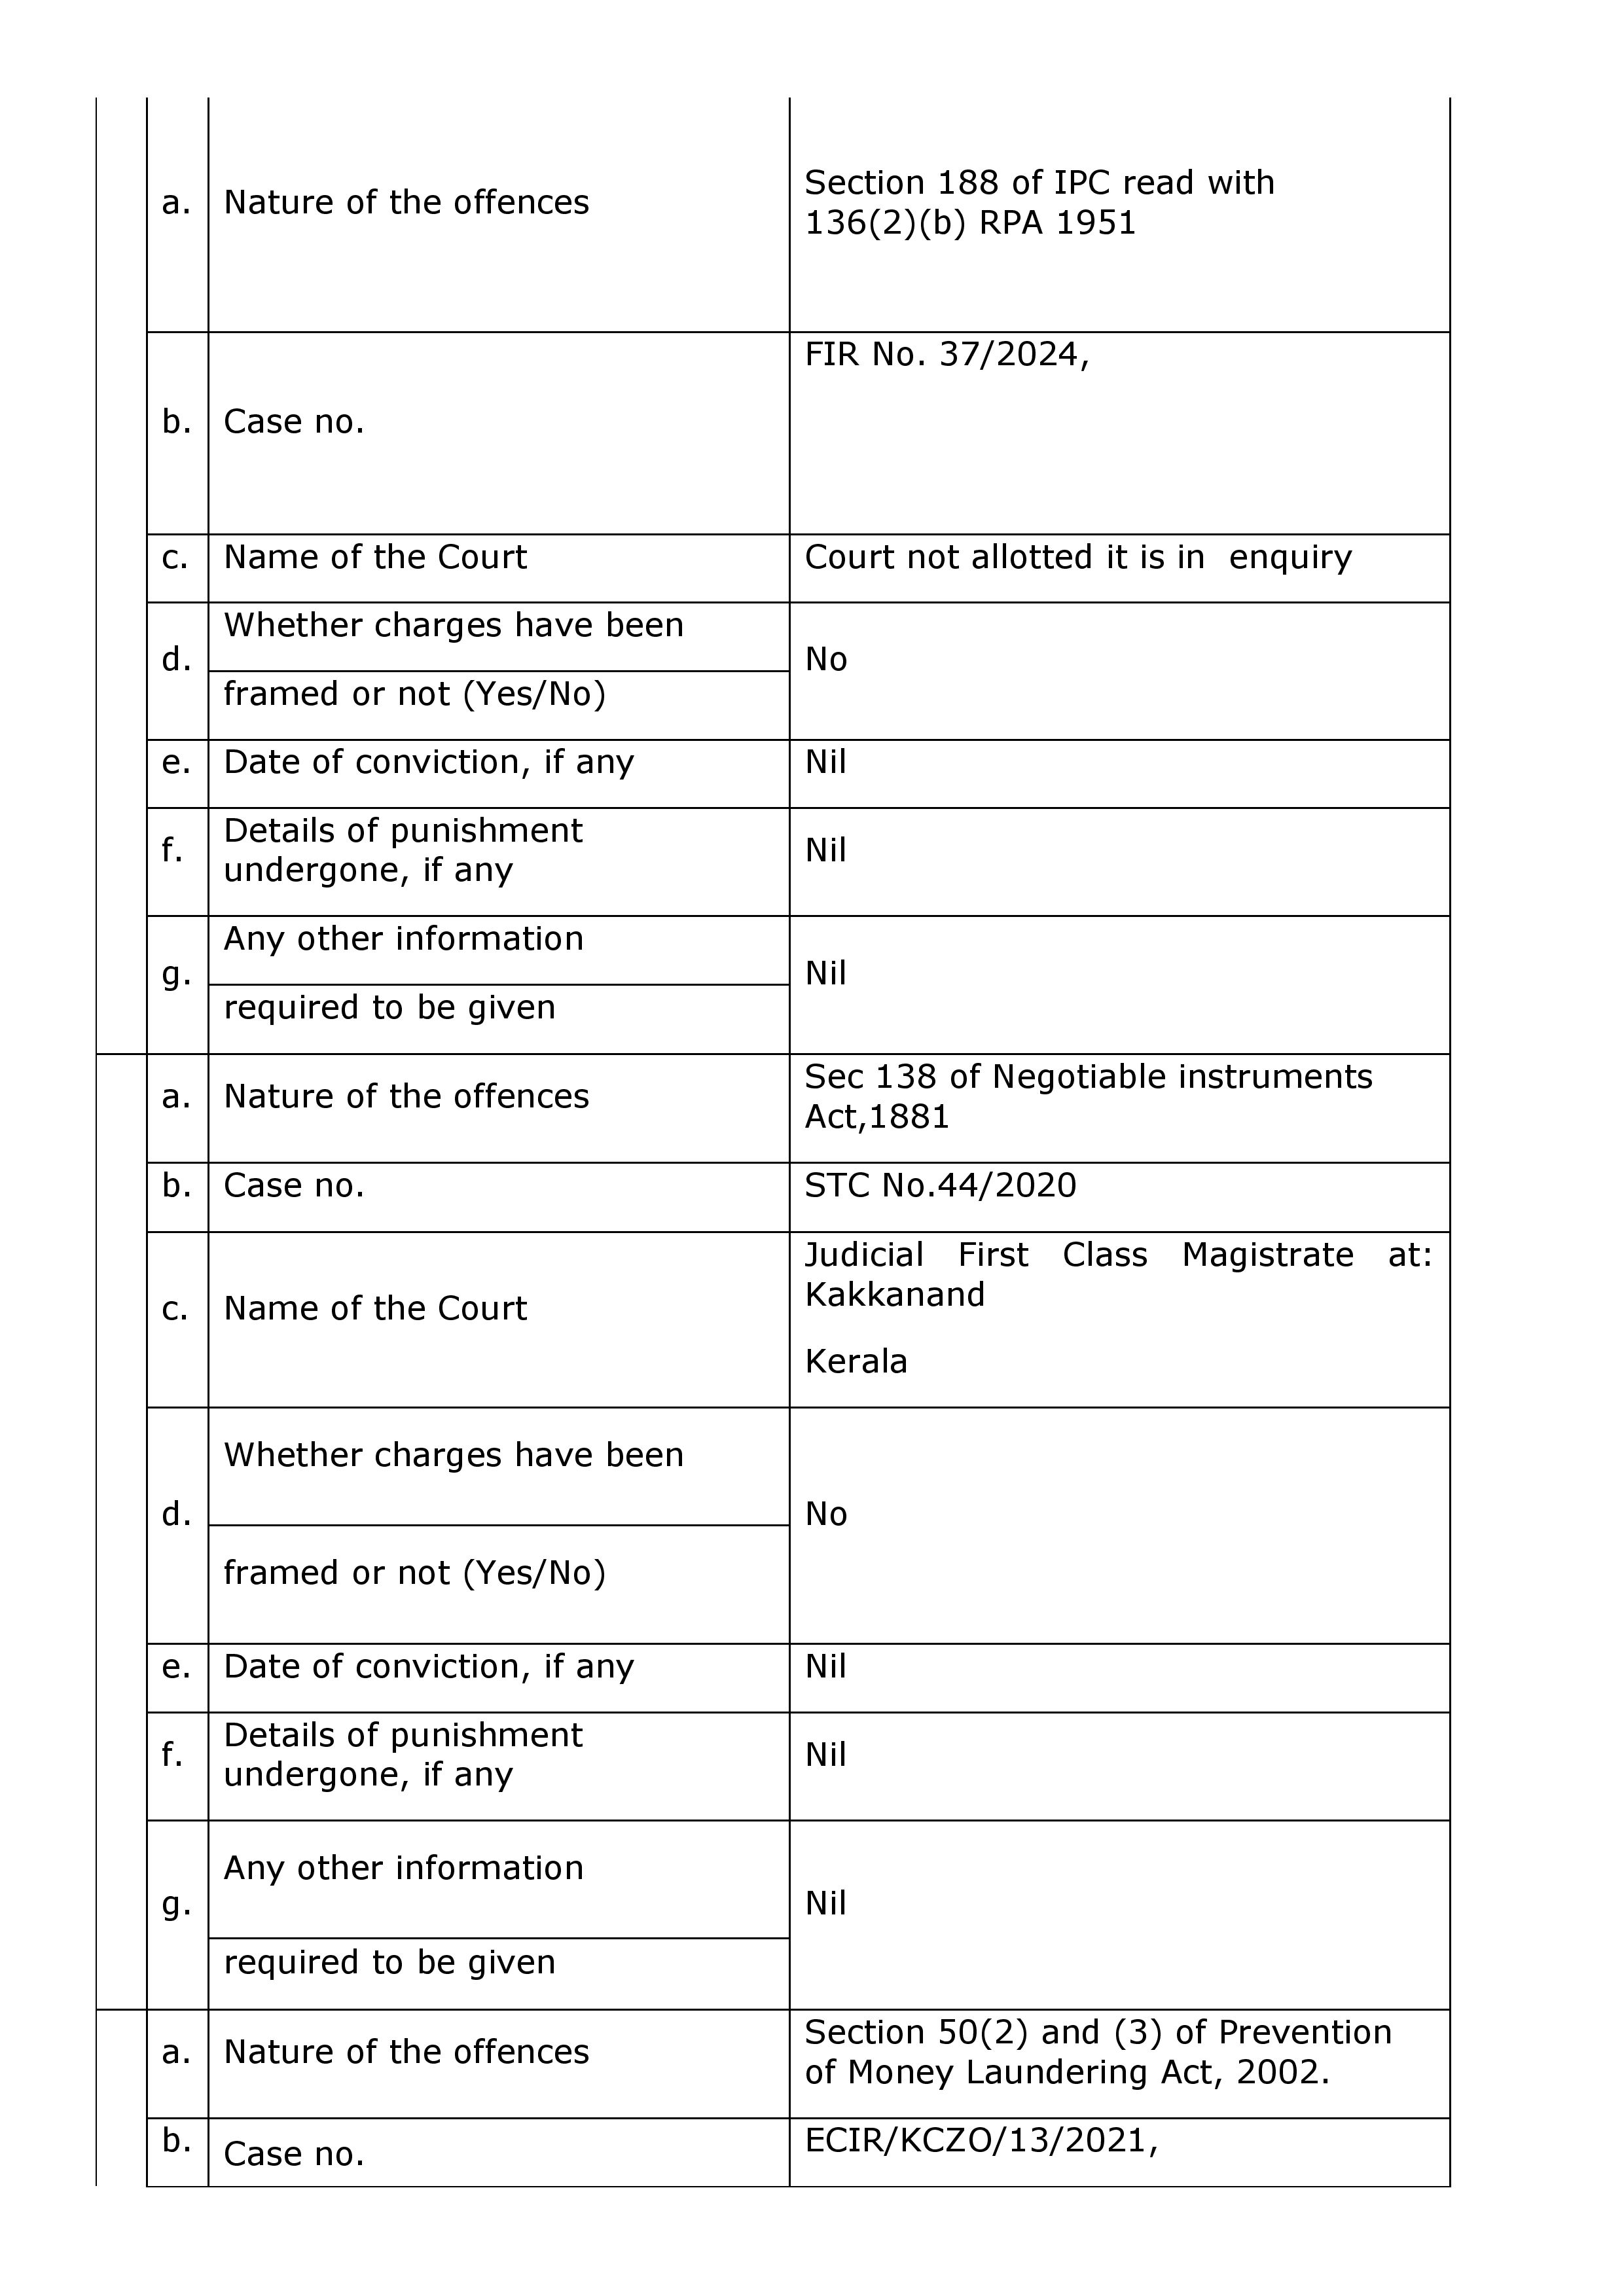 a. Nature of the offences
Section 188 of IPC read with
136(2)(b) RPA 1951
b. Case no.
FIR No. 37/2024,
c. Name of the Court
Court not allotted it is in  enquiry
d.
Whether charges have been
framed or not (Yes/No)
No
e. Date of conviction, if any
Nil
f.
Details of punishment
undergone, if any
Nil
g.
Any other information
required to be given
Nil
a. Nature of the offences
Sec 138 of Negotiable instruments
Act,1881
b. Case no.
STC No.44/2020
c. Name of the Court
Judicial First Class Magistrate at:
Kakkanand
Kerala
d.
Whether charges have been
framed or not (Yes/No)
No
e. Date of conviction, if any
Nil
f.
Details of punishment
undergone, if any
Nil
g.
Any other information
required to be given
Nil
a. Nature of the offences
Section 50(2) and (3) of Prevention
of Money Laundering Act, 2002.
b. Case no.
ECIR/KCZO/13/2021,